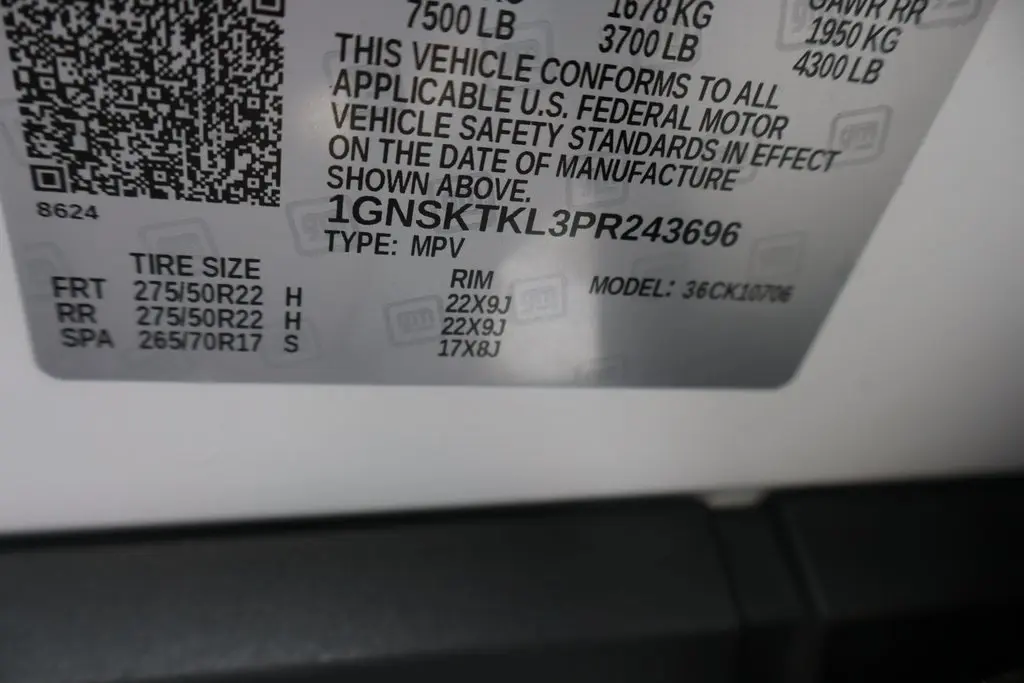 7500 LB 1678 KG GAWR RR
3700 LB 1950 KG
4300 LB
THIS VEHICLE CONFORMS TO ALL
APPLICABLE U.S. FEDERAL MOTOR
VEHICLE SAFETY STANDARDS IN EFFECT
ON THE DATE OF MANUFACTURE
SHOWN ABOVE.
8624
1GNSKTKL3PR243696
TYPE: MPV
TIRE SIZE RIM MODEL: 36CK10706
FRT 275/50R22 H 22X9J
RR 275/50R22 H 22X9J
SPA 265/70R17 S 17X8J